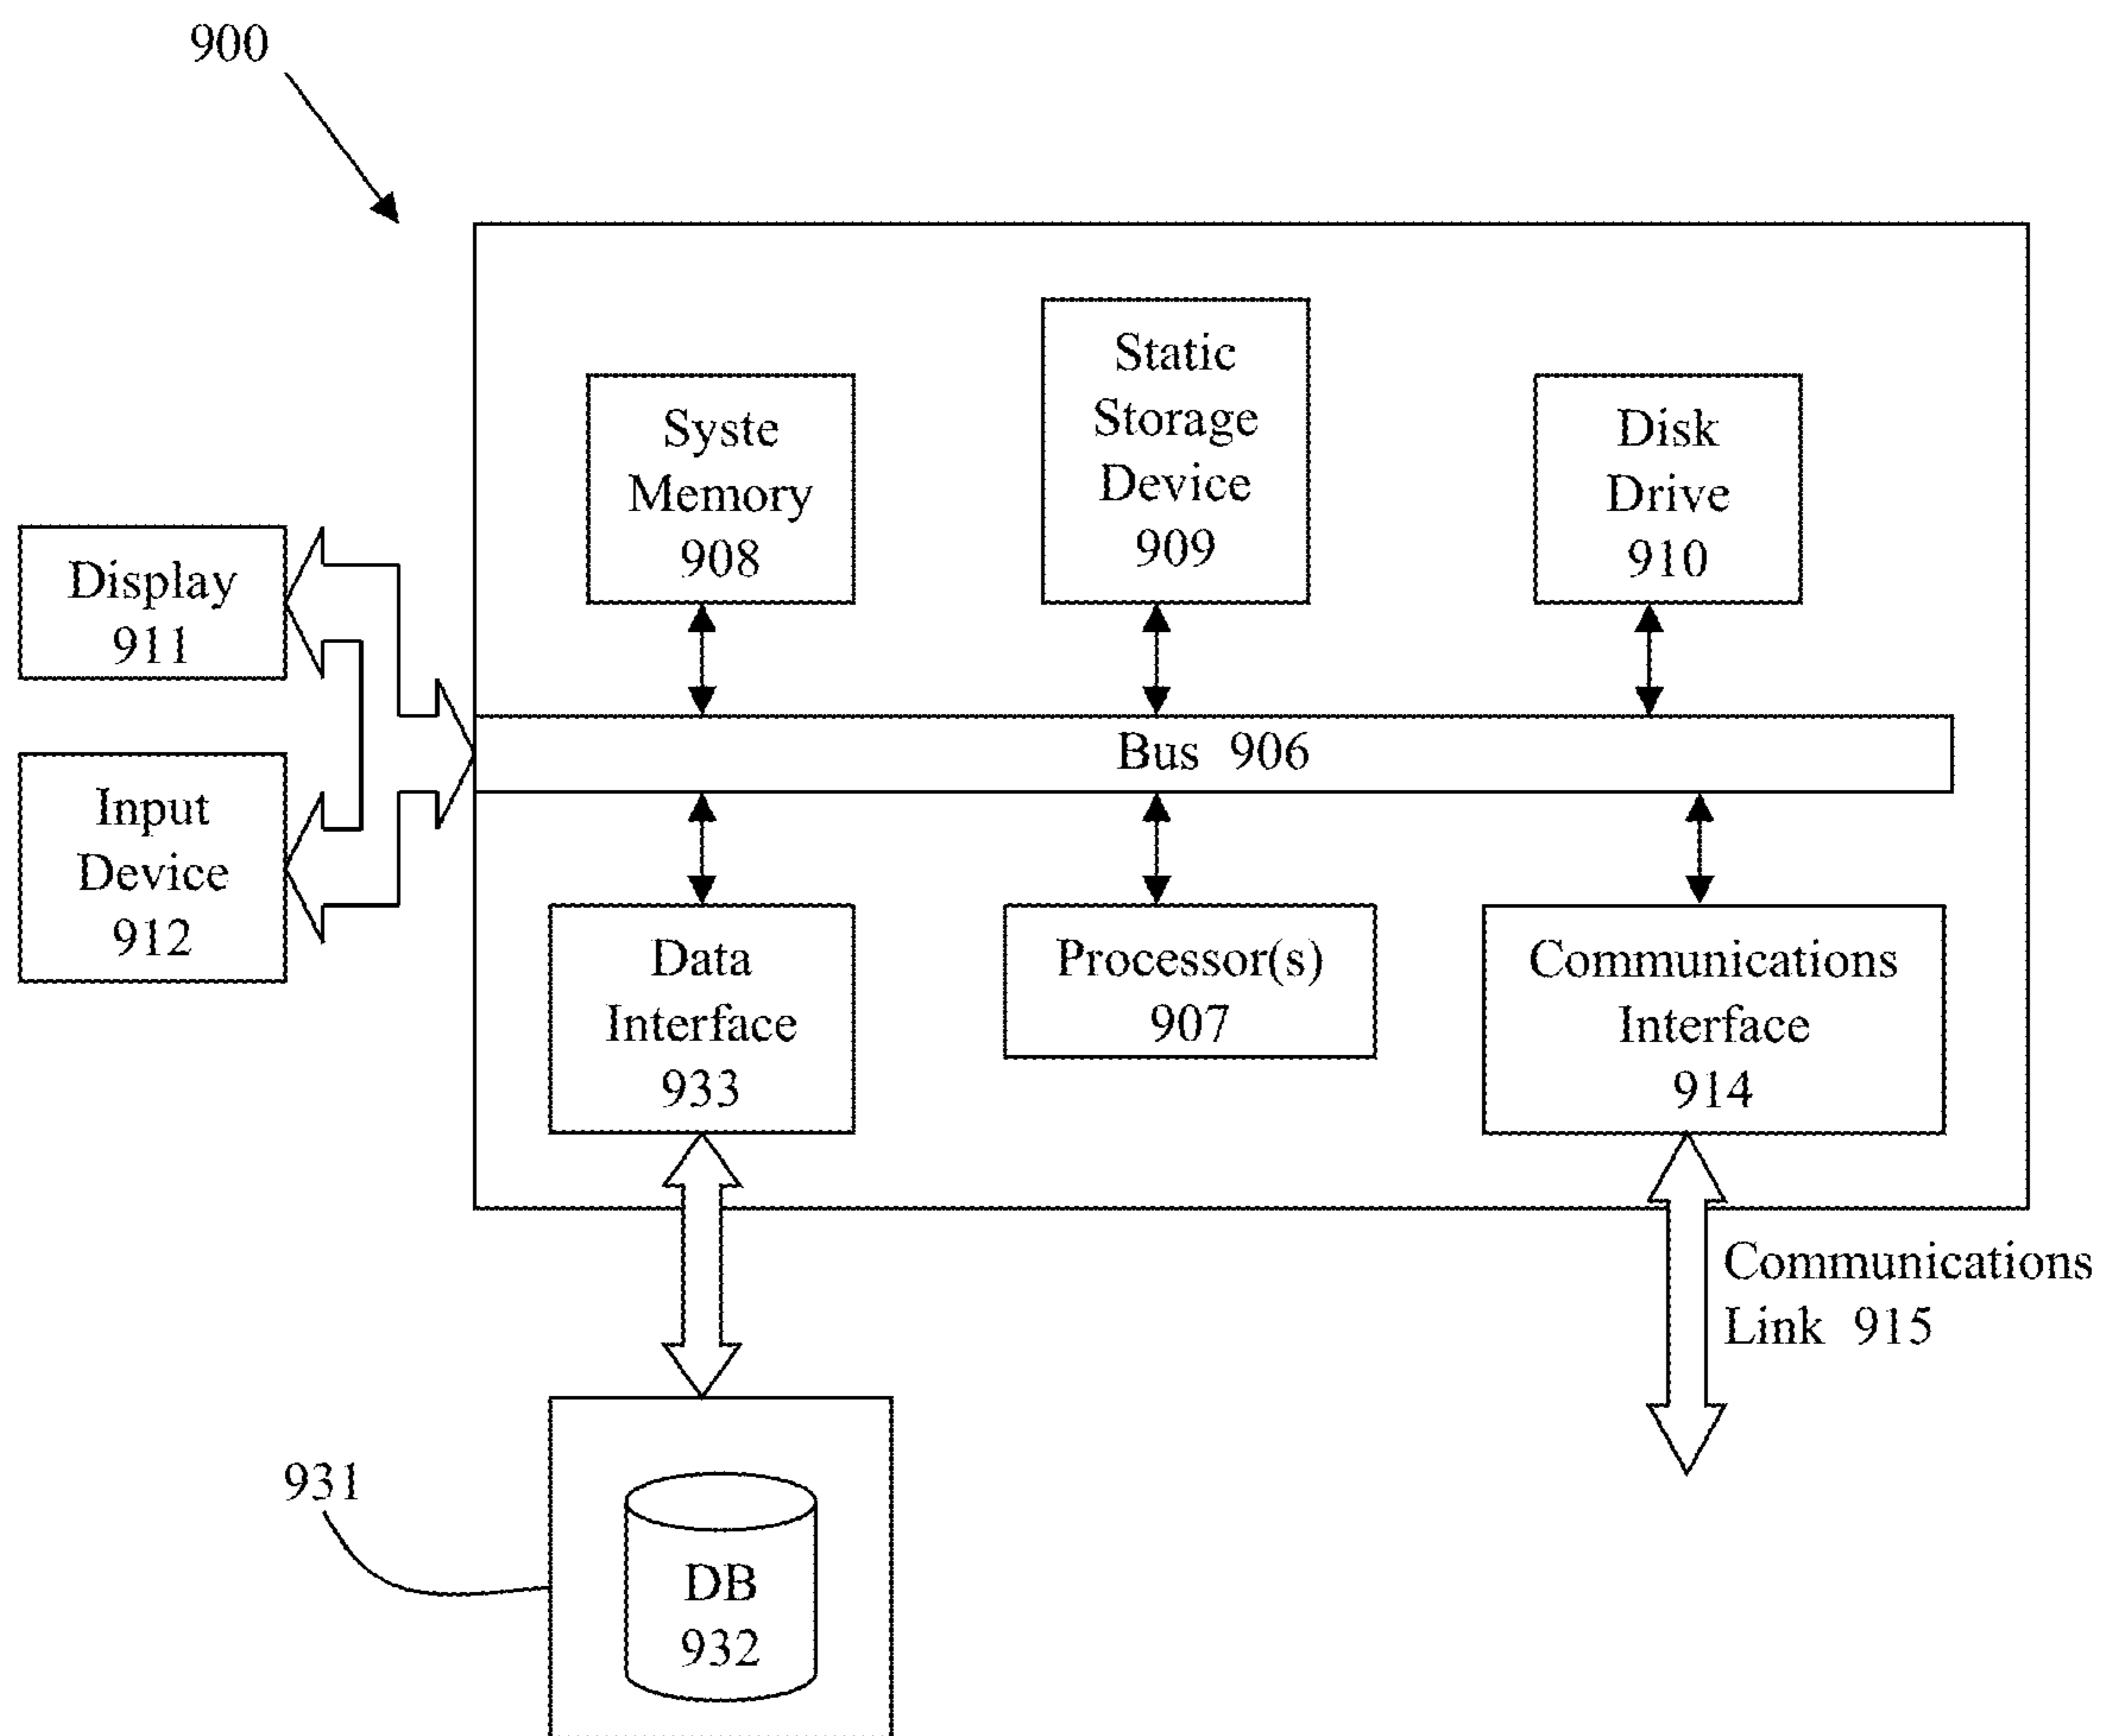 900
Static
Storage
Device
909
Syste
Memory
908
Disk
Drive
910
Display
911
Bus 906
Input
Device
912
Data
Interface
933
Processor(s)
907
Communications
Interface
914
Communications
Link 915
931
DB
932